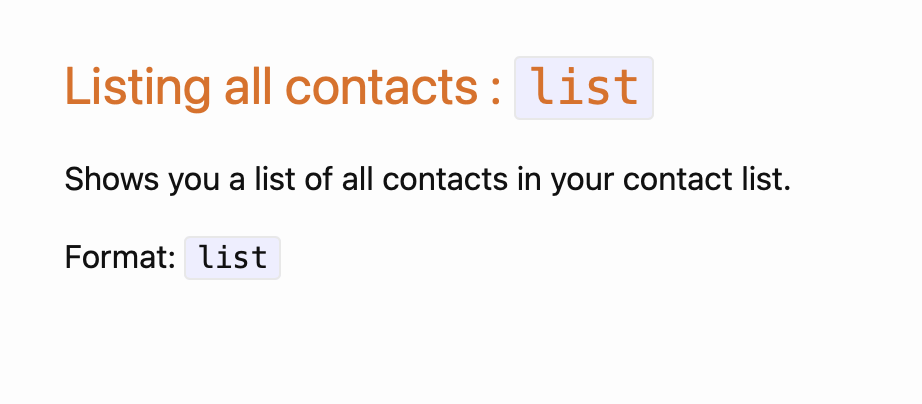 Listing all contacts : list
Shows you a list of all contacts in your contact list.
Format: list